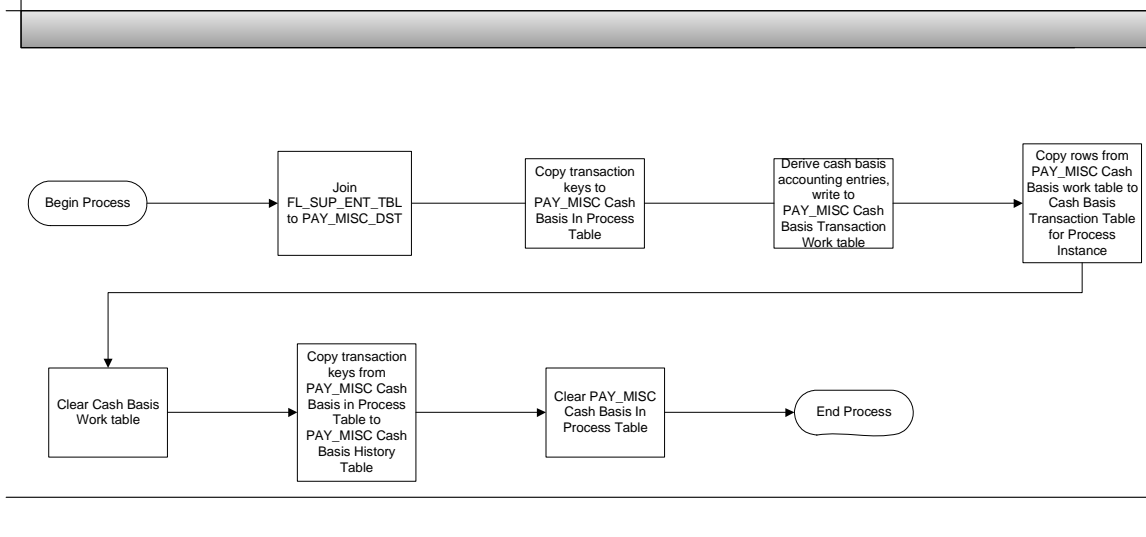 Begin Process
Join
FL_SUP_ENT_TBL
to PAY_MISC_DST
Copy transaction
keys to
PAY_MISC Cash
Basis In Process
Table
Derive cash basis
accounting entries,
write to
PAY_MISC Cash
Basis Transaction
Work table
Copy rows from
PAY_MISC Cash
Basis work table to
Cash Basis
Transaction Table
for Process
Instance
Clear Cash Basis
Work table
Copy transaction
keys from
PAY_MISC Cash
Basis in Process
Table to
PAY_MISC Cash
Basis History
Table
Clear PAY_MISC
Cash Basis In
Process Table
End Process